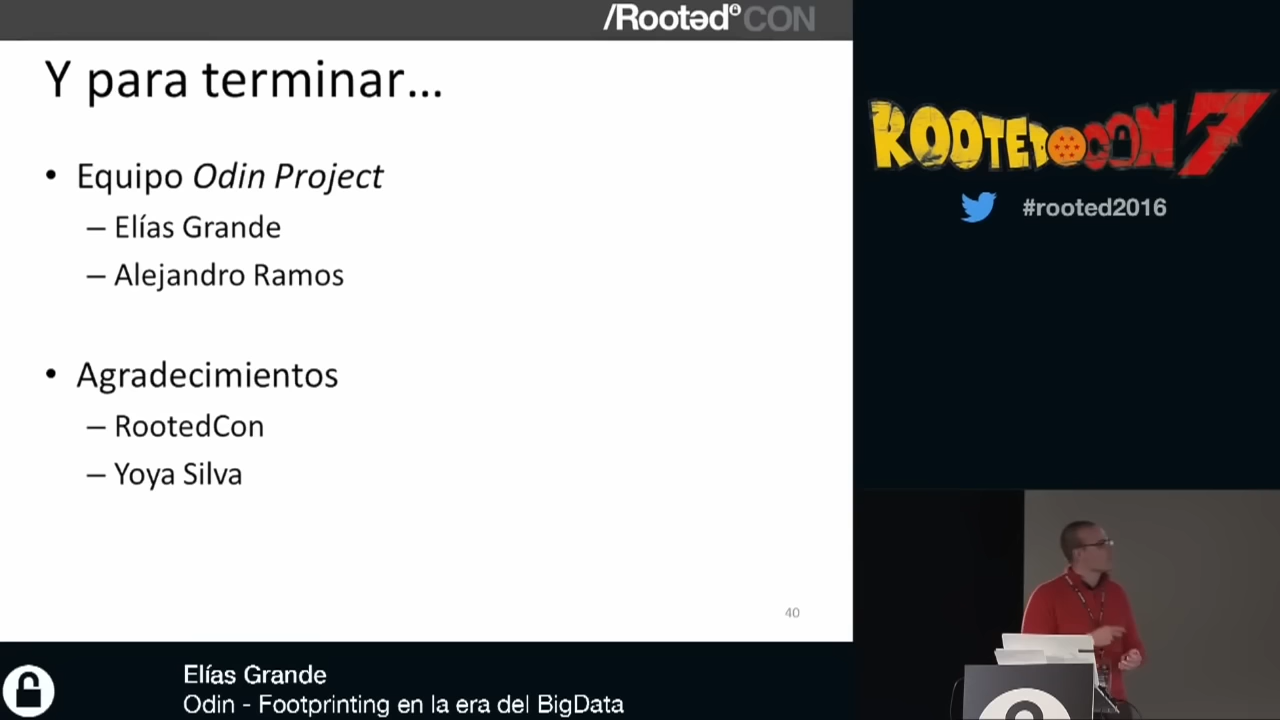 /Rootəd CON
Y para terminar...
• Equipo Odin Project
– Elías Grande
– Alejandro Ramos
• Agradecimientos
– RootedCon
– Yoya Silva
40
ROOTEDCON 7
#rooted2016
Elías Grande
Odin - Footprinting en la era del BigData